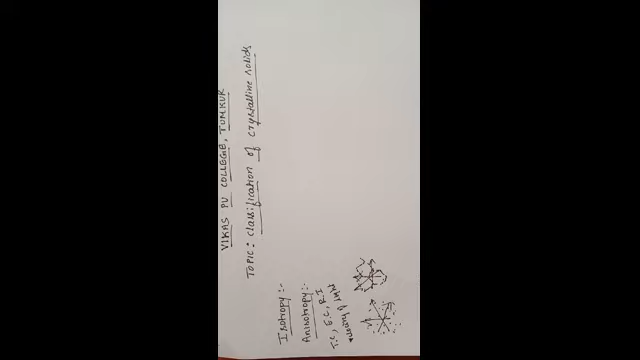 VIKAS PU COLLEGE, TUMKUR
TOPIC: classification of crystalline solids
Isotropy:-
Anisotropy:-
T.C, E.C, R.I